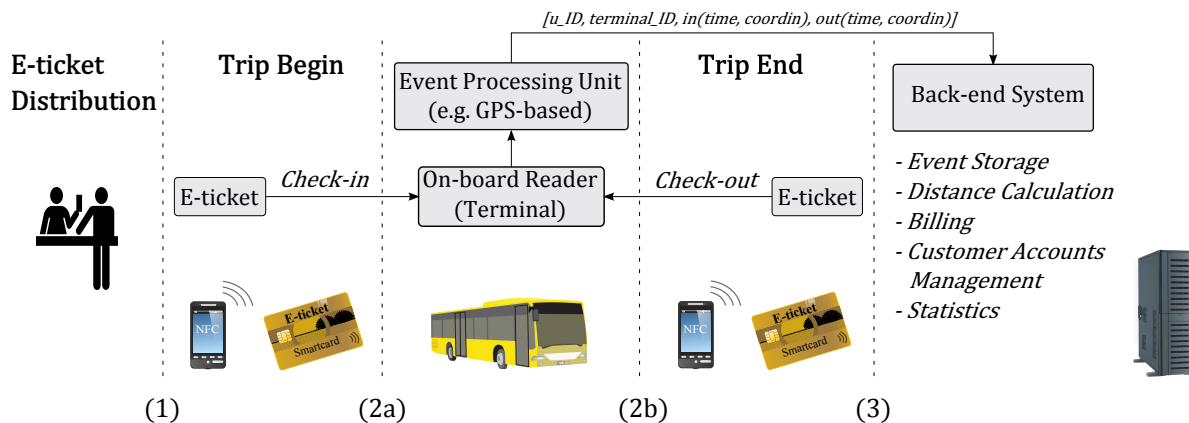 [u_ID, terminal_ID, in(time, coordin), out(time, coordin)]
E-ticket
Distribution
Trip Begin
Event Processing Unit
(e.g. GPS-based)
Trip End
Back-end System
E-ticket
Check-in
On-board Reader
(Terminal)
Check-out
E-ticket
- Event Storage
- Distance Calculation
- Billing
- Customer Accounts
Management
- Statistics
NFC
E-ticket
Smartcard
NFC
E-ticket
Smartcard
(1)
(2a)
(2b)
(3)